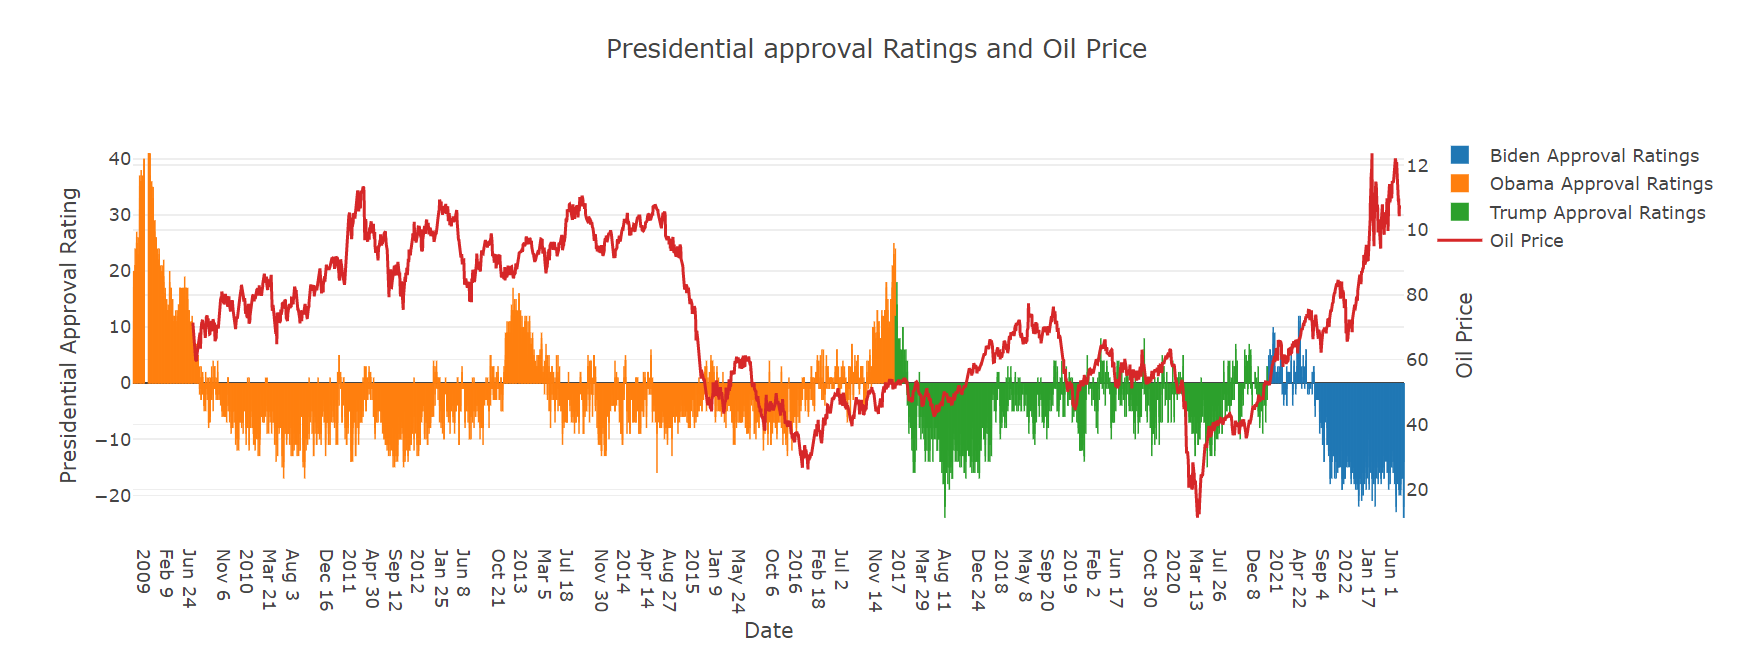 Presidential approval Ratings and Oil Price
Presidential Approval Rating
40
30
20
10
0
−10
−20
12
10
80
60
40
20
Oil Price
Biden Approval Ratings
Obama Approval Ratings
Trump Approval Ratings
Oil Price
2009
Feb 9
Jun 24
Nov 6
2010
Mar 21
Aug 3
Dec 16
2011
Apr 30
Sep 12
2012
Jan 25
Jun 8
Oct 21
2013
Mar 5
Jul 18
Nov 30
2014
Apr 14
Aug 27
2015
Jan 9
May 24
Oct 6
2016
Feb 18
Jul 2
Nov 14
2017
Mar 29
Aug 11
Dec 24
2018
May 8
Sep 20
2019
Feb 2
Jun 17
Oct 30
2020
Mar 13
Jul 26
Dec 8
2021
Apr 22
Sep 4
2022
Jan 17
Jun 1
Date